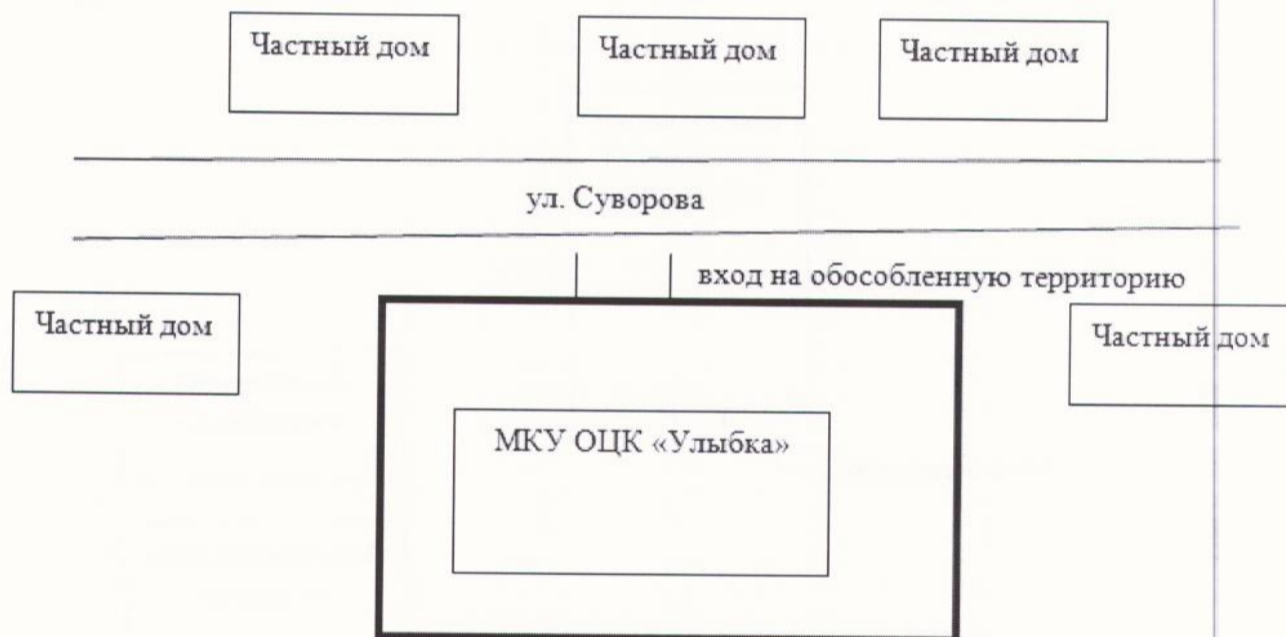 Частный дом
Частный дом
Частный дом
ул. Суворова
вход на обособленную территорию
Частный дом
Частный дом
МКУ ОЦК «Улыбка»